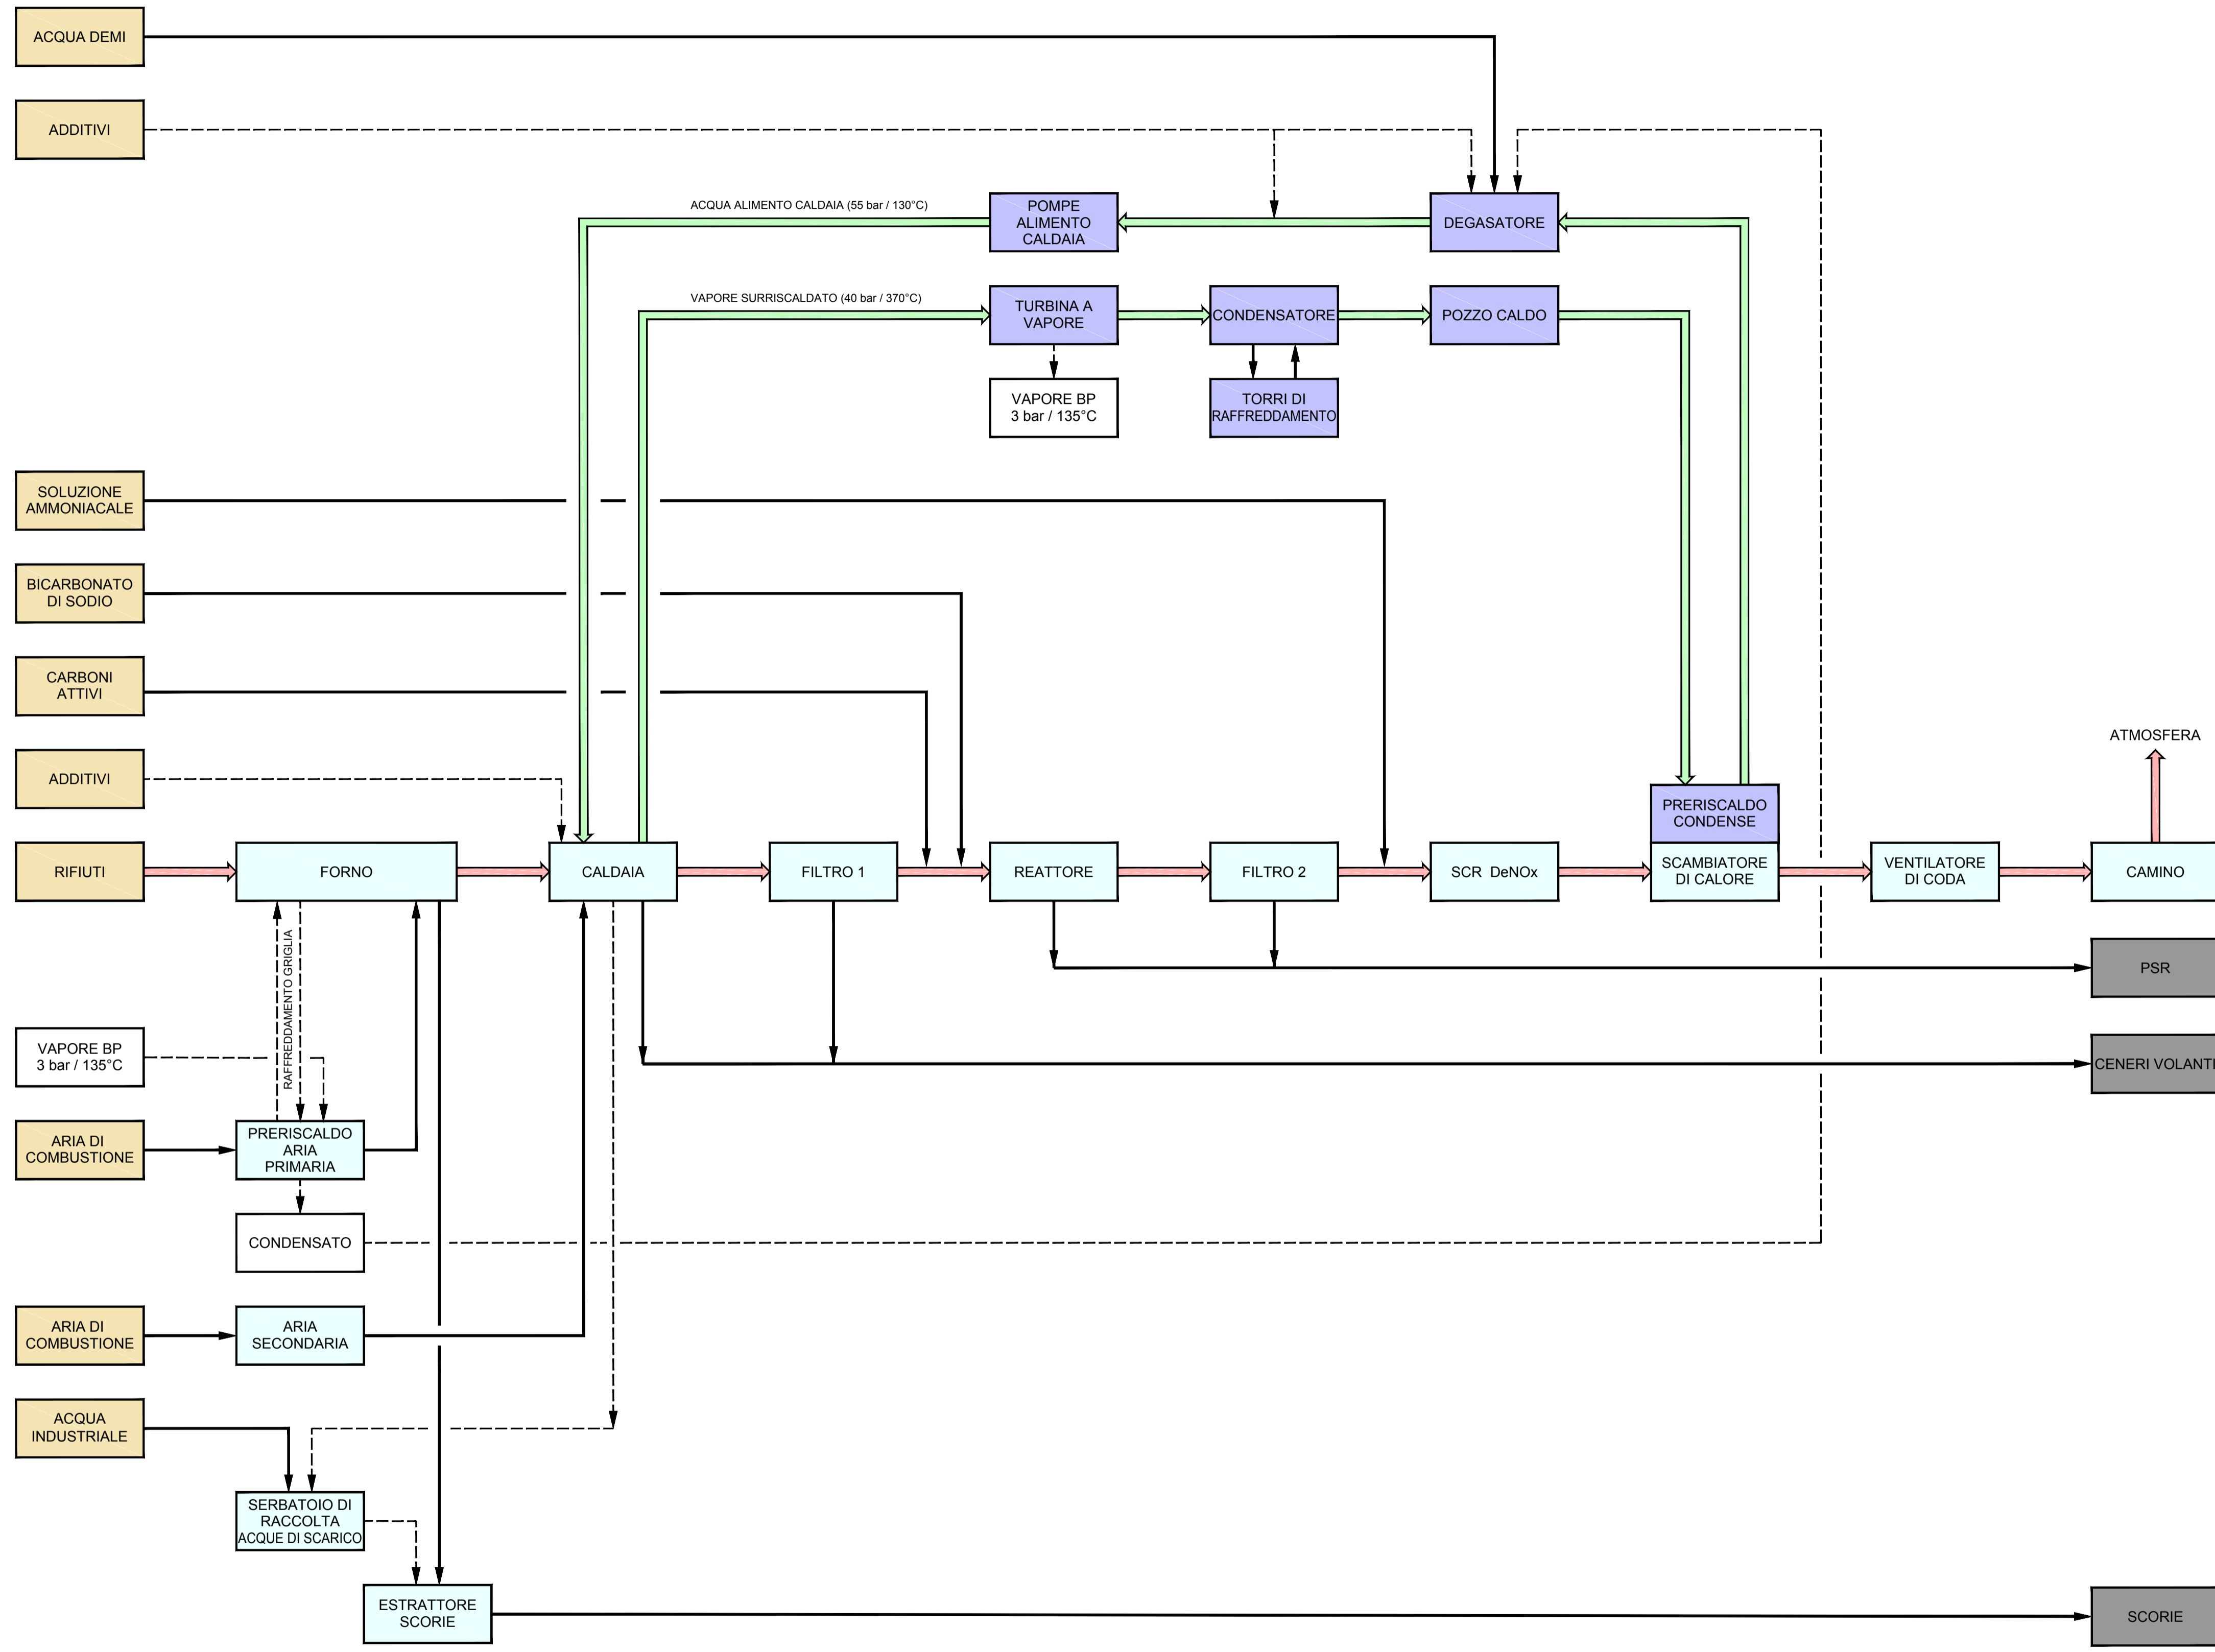 ACQUA DEMI
ADDITIVI
ACQUA ALIMENTO CALDAIA (55 bar / 130°C)
POMPE
ALIMENTO
CALDAIA
DEGASATORE
VAPORE SURRISCALDATO (40 bar / 370°C)
TURBINA A
VAPORE
CONDENSATORE
POZZO CALDO
VAPORE BP
3 bar / 135°C
TORRI DI
RAFFREDDAMENTO
SOLUZIONE
AMMONIACALE
BICARBONATO
DI SODIO
CARBONI
ATTIVI
ATMOSFERA
ADDITIVI
PRERISCALDO
CONDENSE
RIFIUTI
FORNO
CALDAIA
FILTRO 1
REATTORE
FILTRO 2
SCR DeNOx
SCAMBIATORE
DI CALORE
VENTILATORE
DI CODA
CAMINO
RAFFREDDAMENTO GRIGLIA
PSR
VAPORE BP
3 bar / 135°C
CENERI VOLANTI
ARIA DI
COMBUSTIONE
PRERISCALDO
ARIA
PRIMARIA
CONDENSATO
ARIA DI
COMBUSTIONE
ARIA
SECONDARIA
ACQUA
INDUSTRIALE
SERBATOIO DI
RACCOLTA
ACQUE DI SCARICO
ESTRATTORE
SCORIE
SCORIE